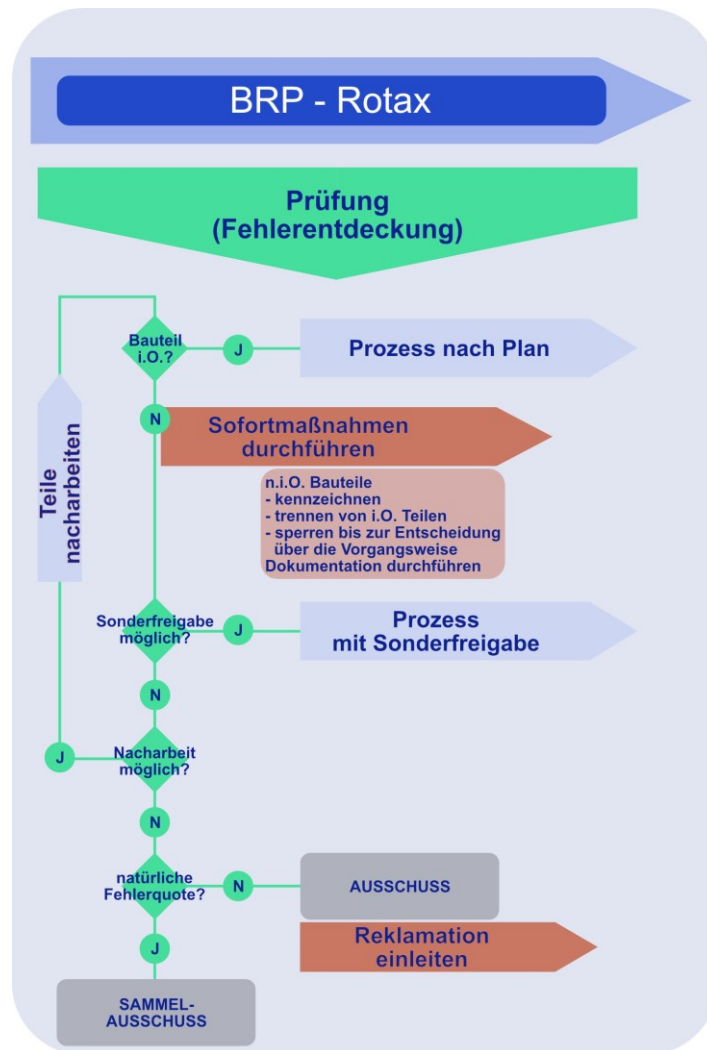 BRP - Rotax
Prüfung
(Fehlerentdeckung)
Bauteil
i.O.?
J
Prozess nach Plan
N
Sofortmaßnahmen
durchführen
n.i.O. Bauteile
- kennzeichnen
- trennen von i.O. Teilen
- sperren bis zur Entscheidung
über die Vorgangsweise
Dokumentation durchführen
Teile
nacharbeiten
Sonderfreigabe
möglich?
J
Prozess
mit Sonderfreigabe
N
J
Nacharbeit
möglich?
N
natürliche
Fehlerquote?
N
AUSSCHUSS
Reklamation
einleiten
J
SAMMEL-
AUSSCHUSS